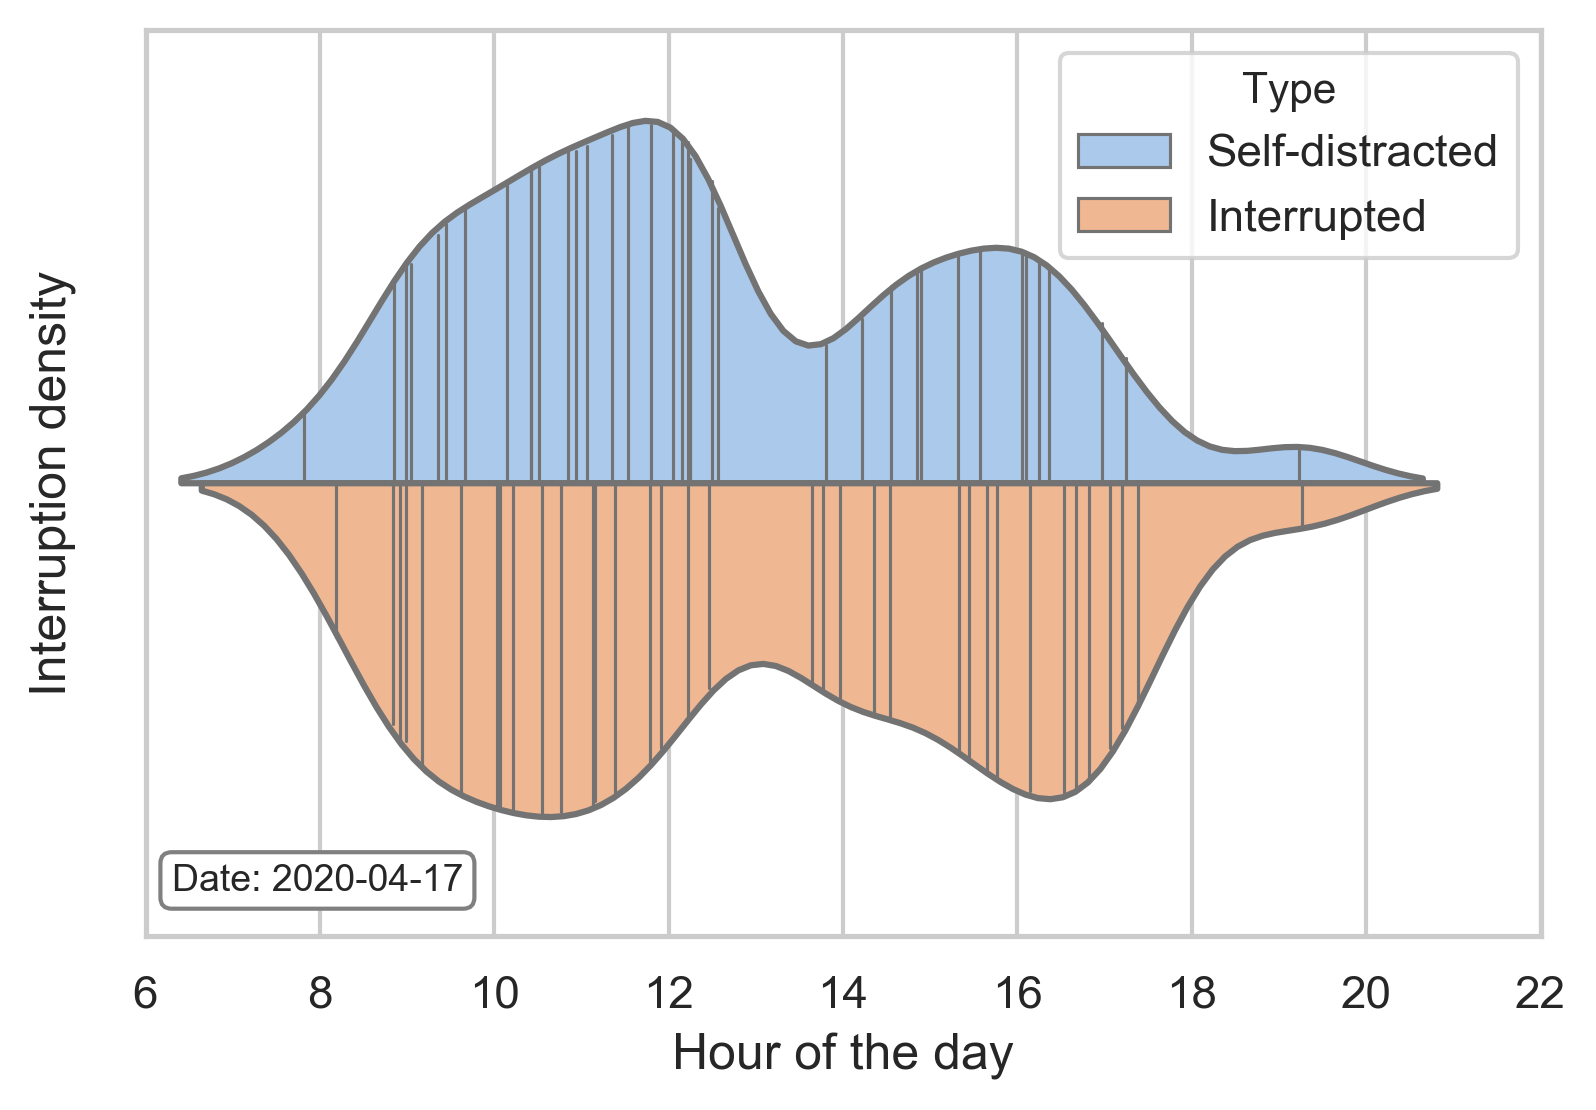 Type
Self-distracted
Interrupted
Interruption density
Date: 2020-04-17
6 8 10 12 14 16 18 20 22
Hour of the day